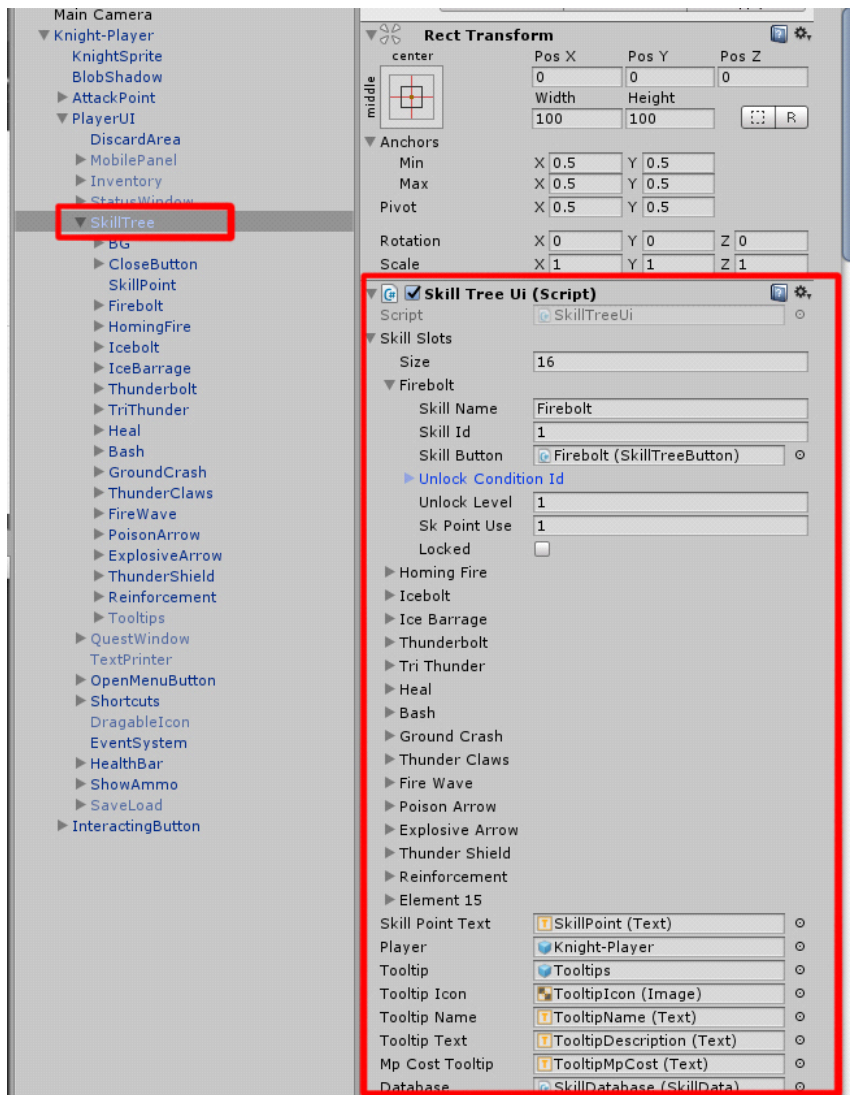 Main Camera
Knight-Player
KnightSprite
BlobShadow
AttackPoint
PlayerUI
DiscardArea
MobilePanel
Inventory
StatusWindow
SkillTree
BG
CloseButton
SkillPoint
Firebolt
HomingFire
Icebolt
IceBarrage
Thunderbolt
TriThunder
Heal
Bash
GroundCrash
ThunderClaws
FireWave
PoisonArrow
ExplosiveArrow
ThunderShield
Reinforcement
Tooltips
QuestWindow
TextPrinter
OpenMenuButton
Shortcuts
DragableIcon
EventSystem
HealthBar
ShowAmmo
SaveLoad
InteractingButton
Rect Transform
center Pos X Pos Y Pos Z
middle 0 0 0
Width Height
100 100 R
Anchors
Min X 0.5 Y 0.5
Max X 0.5 Y 0.5
Pivot X 0.5 Y 0.5
Rotation X 0 Y 0 Z 0
Scale X 1 Y 1 Z 1
Skill Tree Ui (Script)
Script SkillTreeUi
Skill Slots
Size 16
Firebolt
Skill Name Firebolt
Skill Id 1
Skill Button Firebolt (SkillTreeButton)
Unlock Condition Id
Unlock Level 1
Sk Point Use 1
Locked
Homing Fire
Icebolt
Ice Barrage
Thunderbolt
Tri Thunder
Heal
Bash
Ground Crash
Thunder Claws
Fire Wave
Poison Arrow
Explosive Arrow
Thunder Shield
Reinforcement
Element 15
Skill Point Text SkillPoint (Text)
Player Knight-Player
Tooltip Tooltips
Tooltip Icon TooltipIcon (Image)
Tooltip Name TooltipName (Text)
Tooltip Text TooltipDescription (Text)
Mp Cost Tooltip TooltipMpCost (Text)
Database SkillDatabase (SkillData)